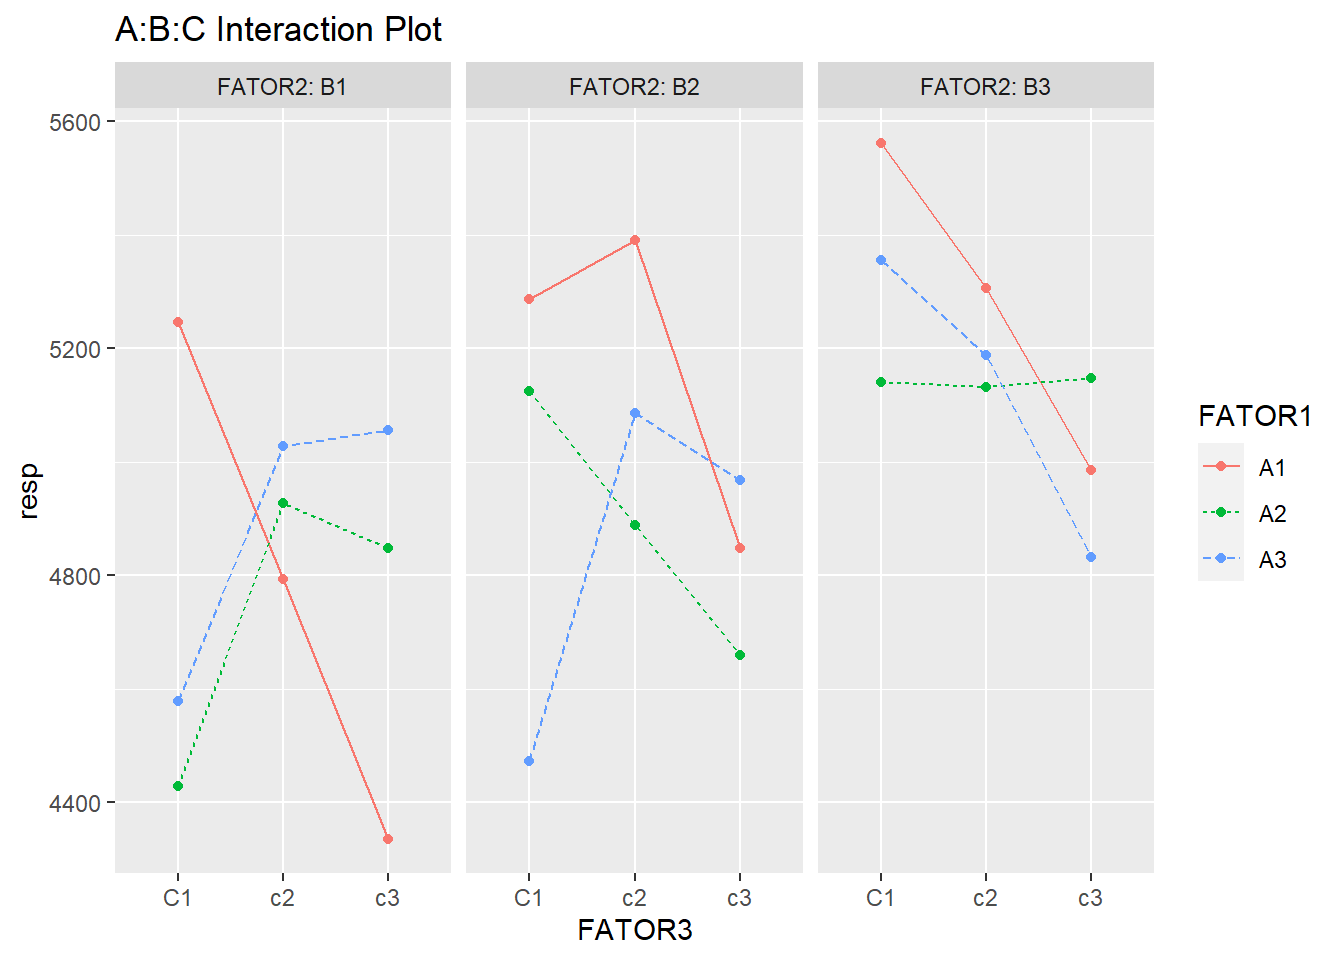 A:B:C Interaction Plot
FATOR2: B1
FATOR2: B2
FATOR2: B3
5600
5200
4800
4400
resp
C1 c2 c3
C1 c2 c3
C1 c2 c3
FATOR3
FATOR1
A1
A2
A3